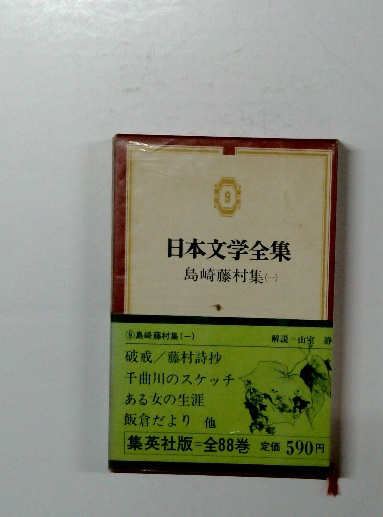 9
日本文学全集
島崎藤村集(一)
⑨島崎藤村集(一)
解説=山室 静
破戒／藤村詩抄
千曲川のスケッチ
ある女の生涯
飯倉だより 他
集英社版=全88巻 定価 590円